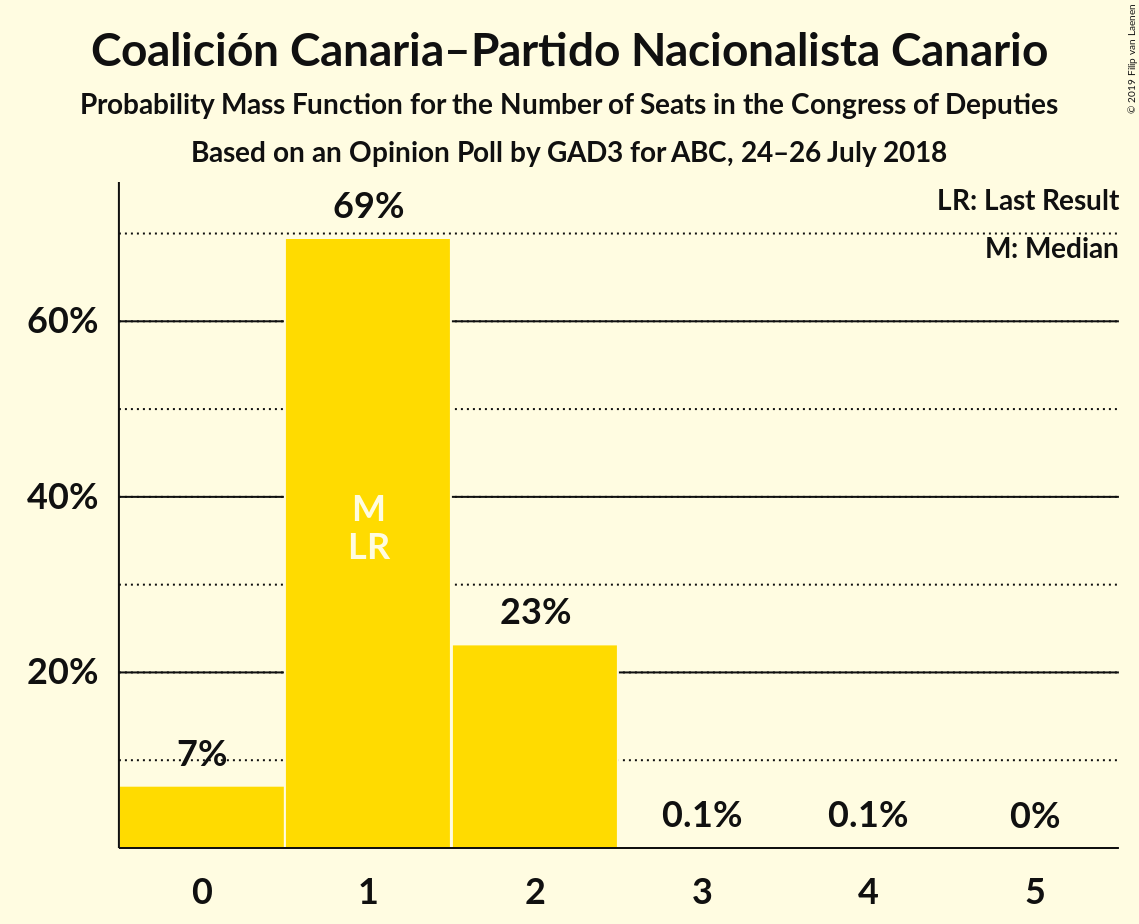 Coalición Canaria–Partido Nacionalista Canario
Probability Mass Function for the Number of Seats in the Congress of Deputies
Based on an Opinion Poll by GAD3 for ABC, 24–26 July 2018
© 2019 Filip van Laenen
LR: Last Result
M: Median
69%
60%
40%
M
LR
23%
20%
7%
0.1%
0.1%
0%
0
1
2
3
4
5